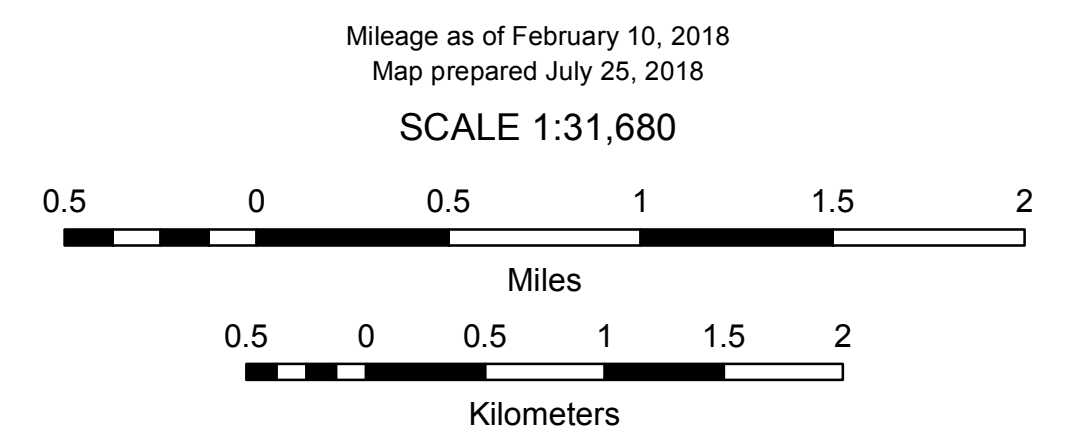 Mileage as of February 10, 2018
Map prepared July 25, 2018
SCALE 1:31,680
0.5 0 0.5 1 1.5 2
Miles
0.5 0 0.5 1 1.5 2
Kilometers